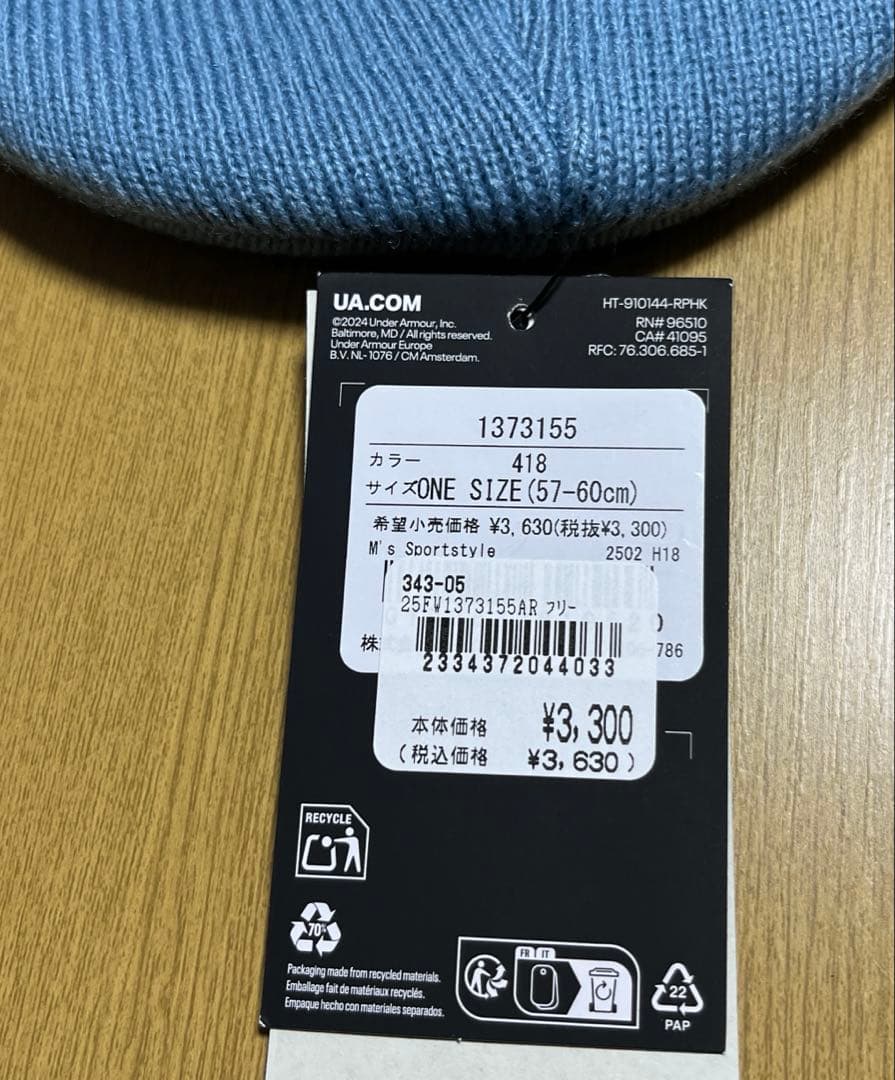 UA.COM
©2024 Under Armour, Inc.
Baltimore, MD / All rights reserved.
Under Armour Europe
B.V. NL-1076 / CM Amsterdam.
HT-910144-RPHK
RN# 96510
CA# 41095
RFC: 76.306.685-1
1373155
カラー 418
サイズONE SIZE(57-60cm)
希望小売価格 ¥3,630(税抜¥3,300)
M's Sportstyle 2502 H18
343-05
25FW1373155AR フリー
株
786
2334372044033
本体価格 ¥3,300
(税込価格 ¥3,630)
RECYCLE
70%
Packaging made from recycled materials.
Emballage fait de matériaux recyclés.
Empaque hecho con materiales separados.
FR IT
22
PAP